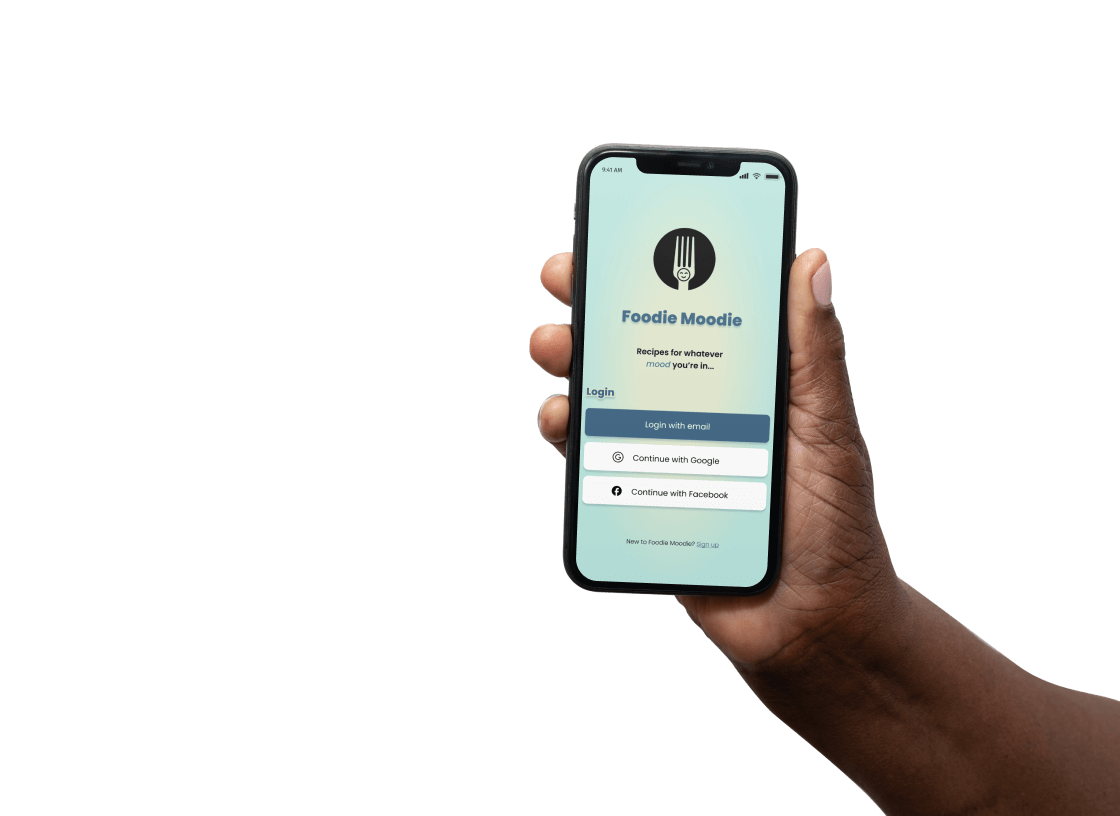 9:41 AM
Foodie Moodie
Recipes for whatever
mood you're in...
Login
Login with email
Continue with Google
Continue with Facebook
New to Foodie Moodie? Sign up